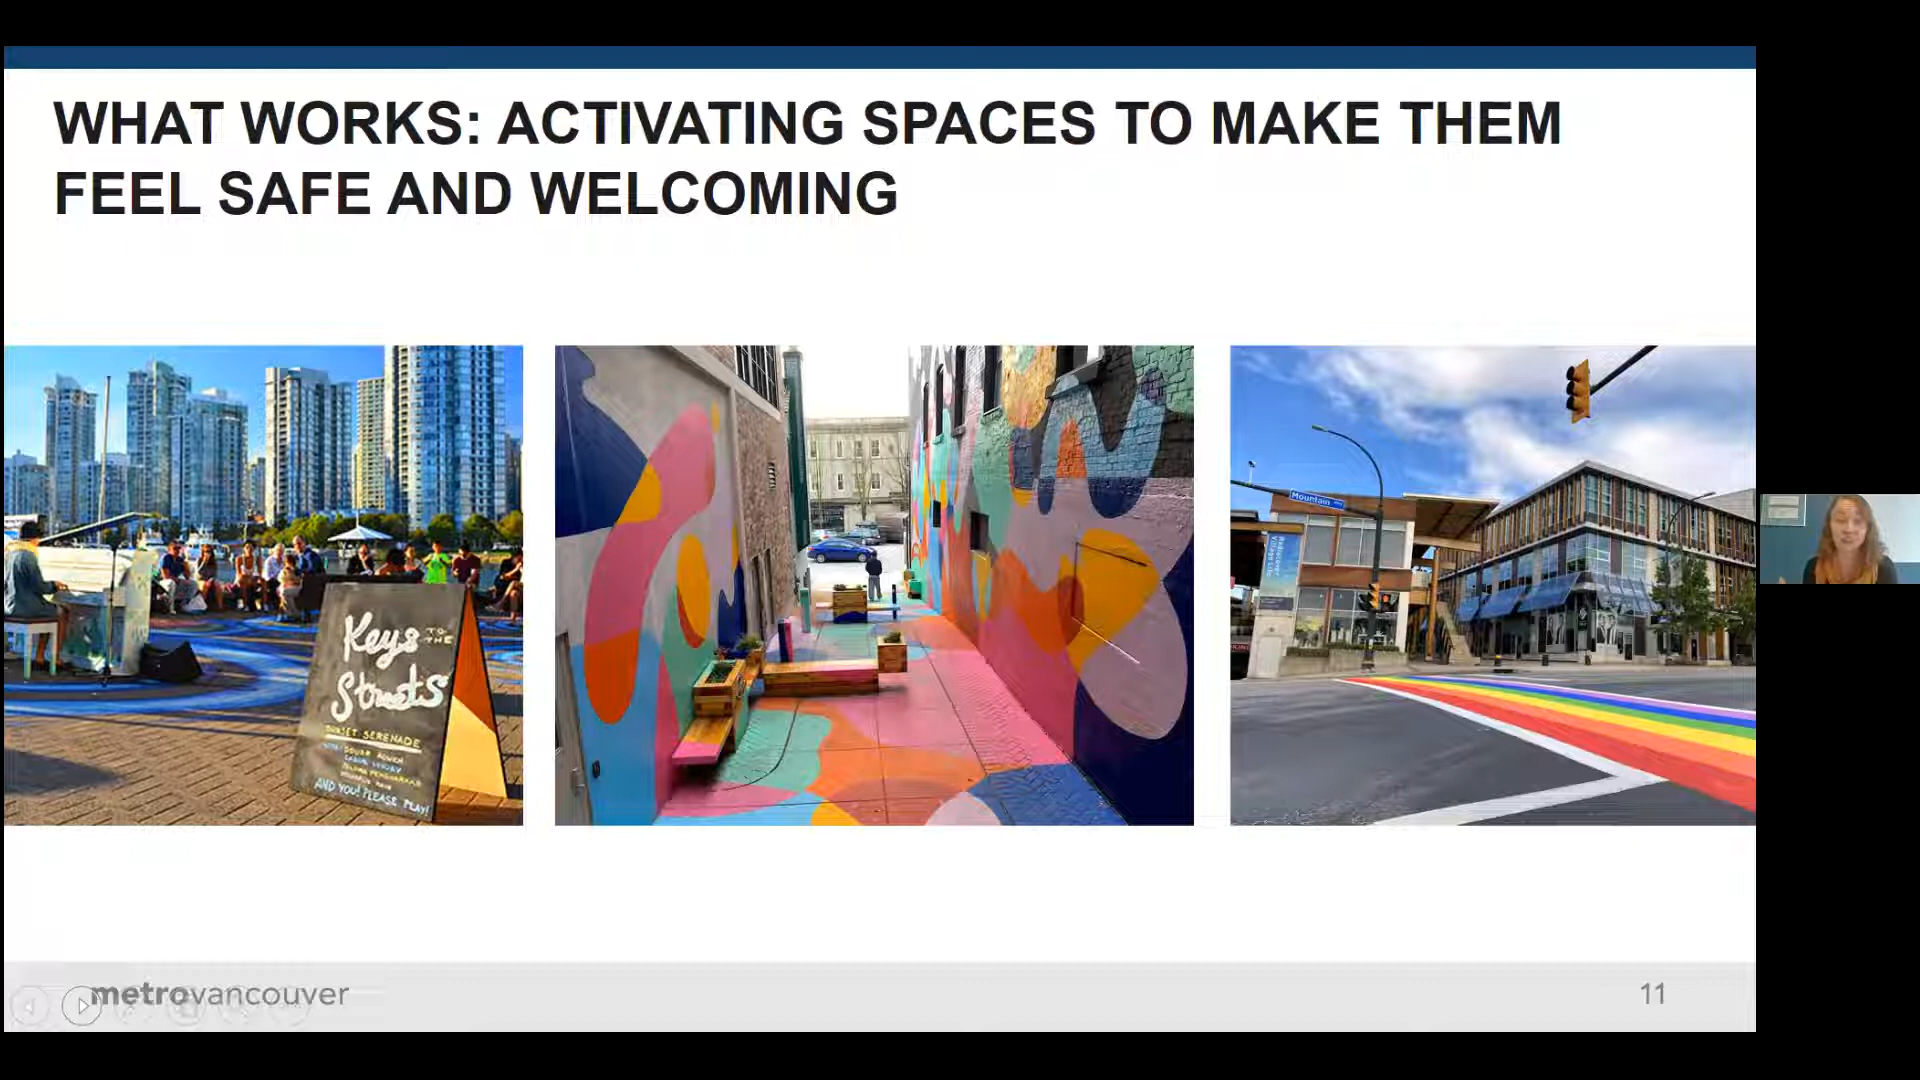 WHAT WORKS: ACTIVATING SPACES TO MAKE THEM
FEEL SAFE AND WELCOMING
Keys TO THE
Streets
SUNSET SERENADE
AND YOU! PLEASE PLAY!
Mountain
metrovancouver
11